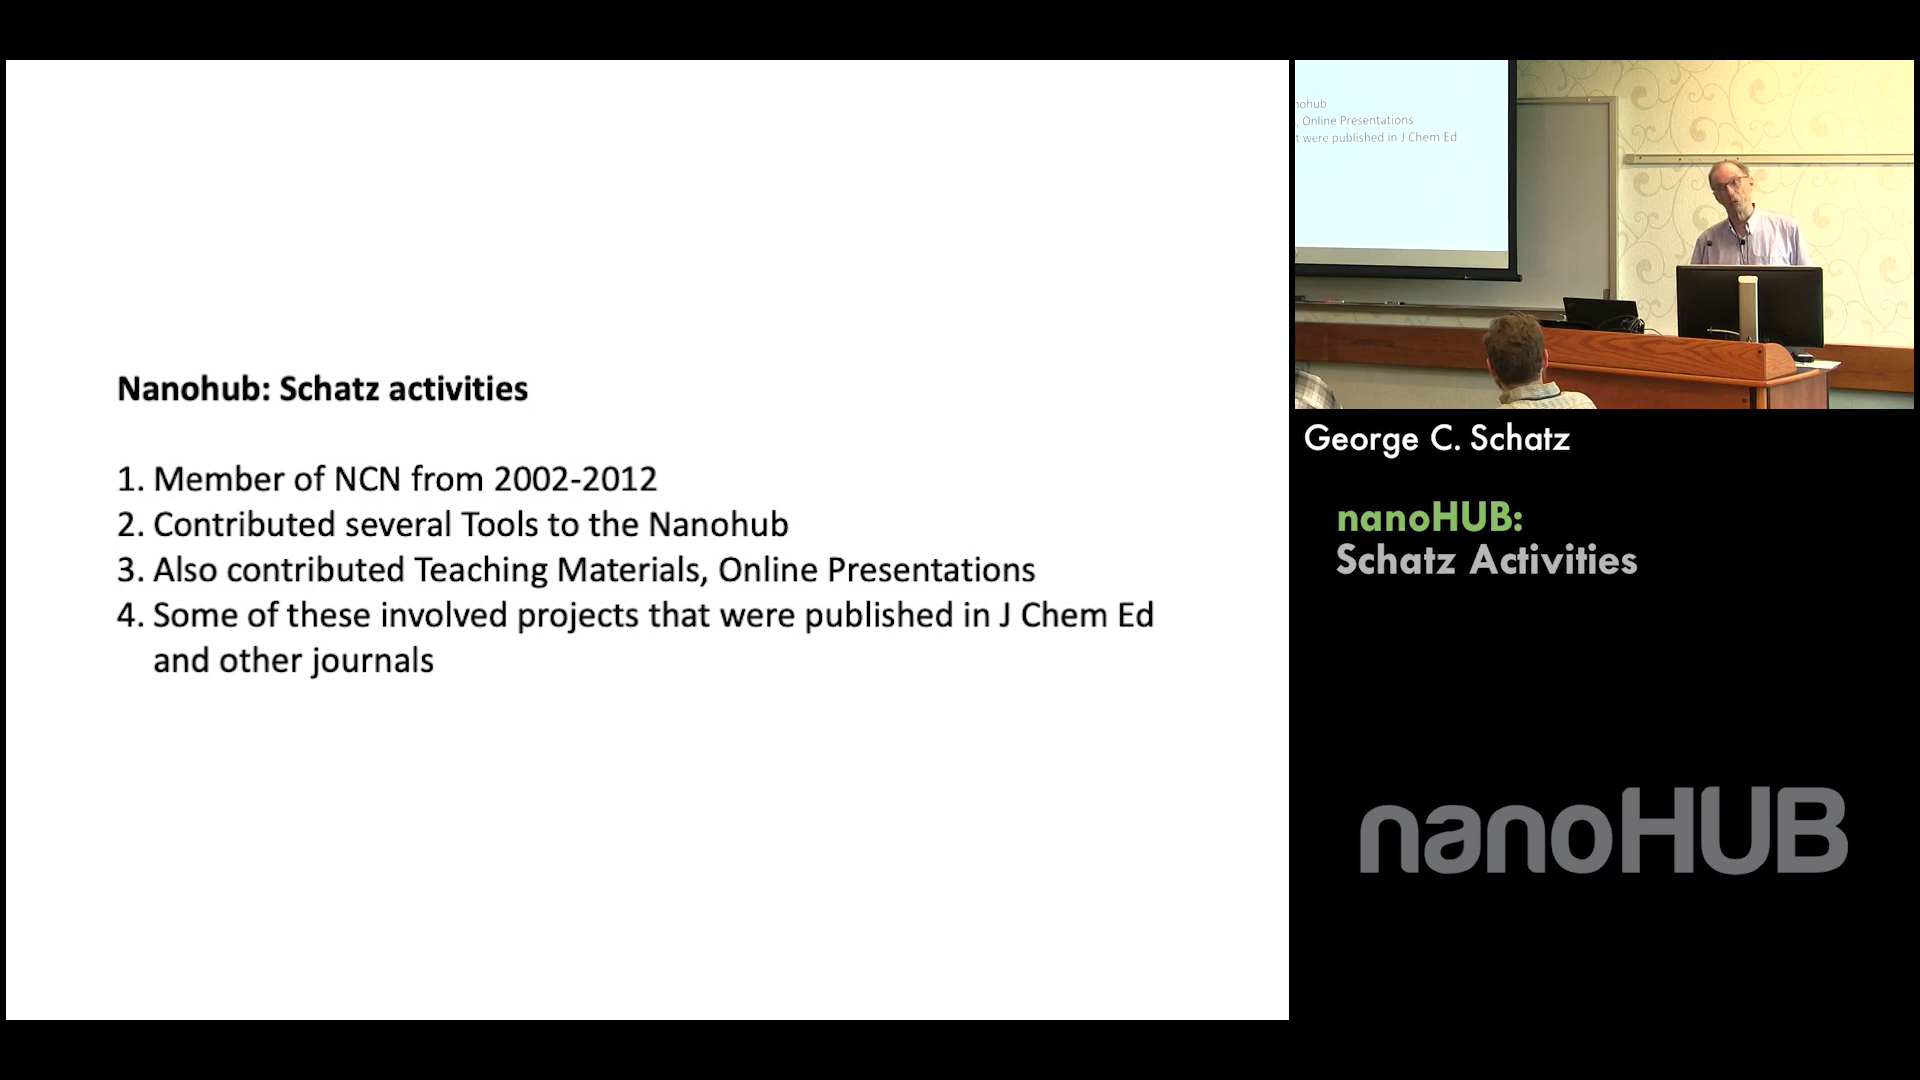 Nanohub: Schatz activities
1. Member of NCN from 2002-2012
2. Contributed several Tools to the Nanohub
3. Also contributed Teaching Materials, Online Presentations
4. Some of these involved projects that were published in J Chem Ed
and other journals
nohub
, Online Presentations
t were published in J Chem Ed
George C. Schatz
nanoHUB:
Schatz Activities
nanoHUB